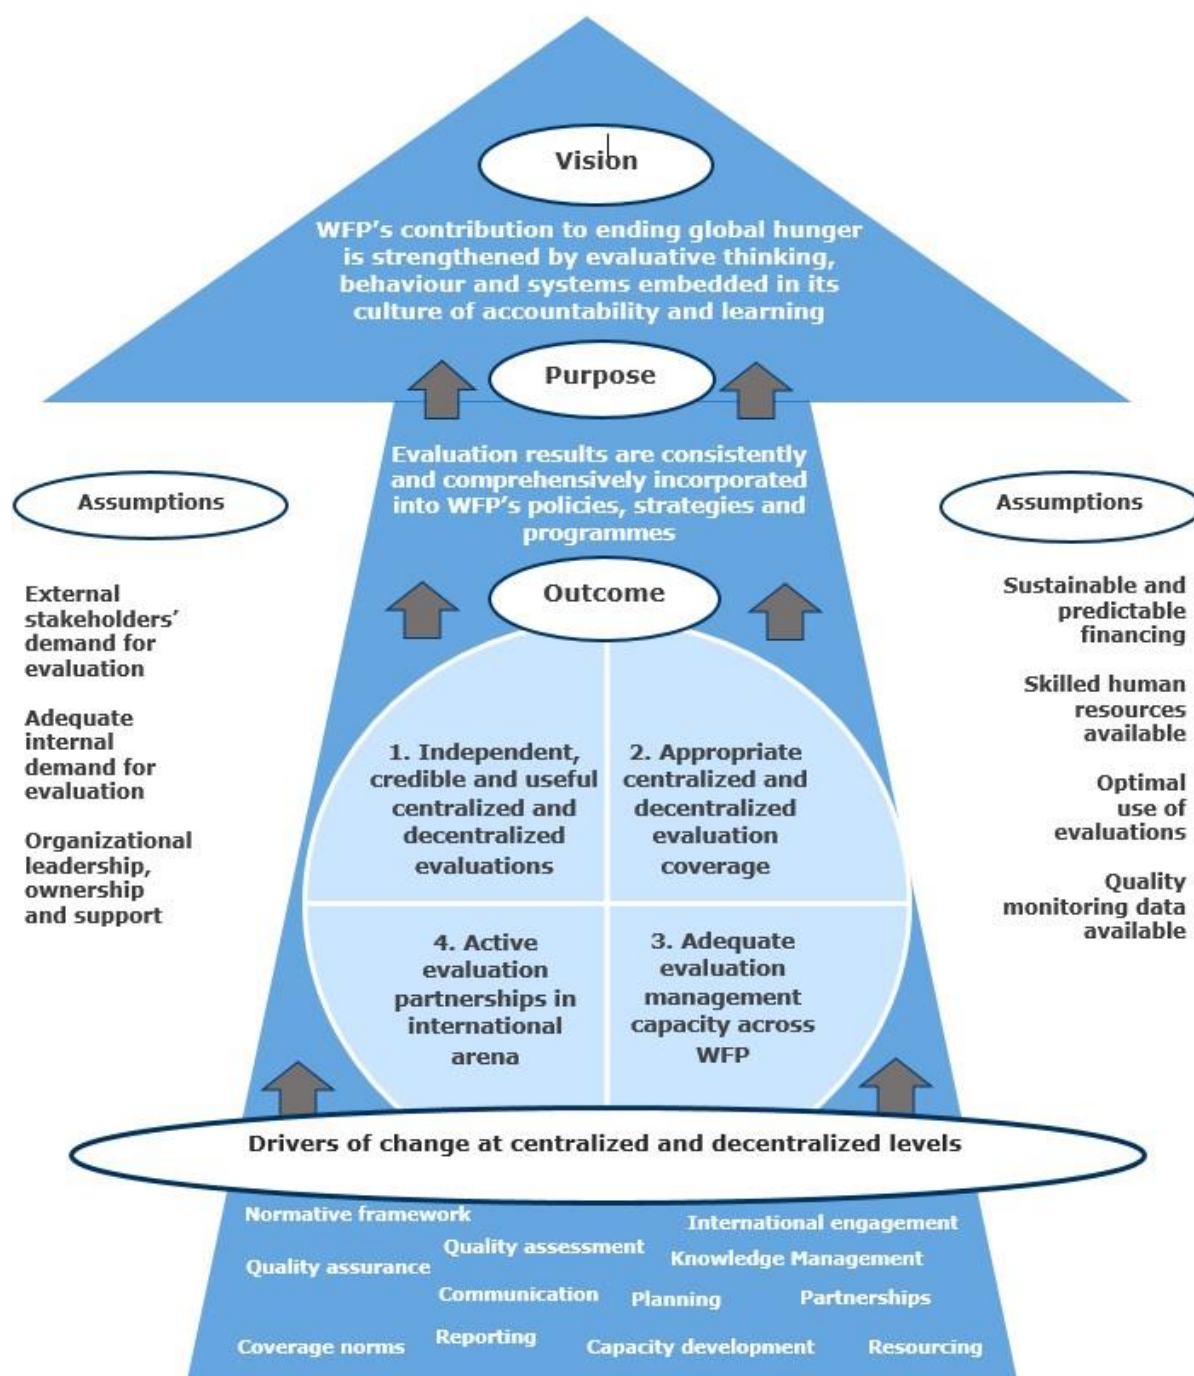 Vision
WFP’s contribution to ending global hunger
is strengthened by evaluative thinking,
behaviour and systems embedded in its
culture of accountability and learning
Purpose
Evaluation results are consistently
and comprehensively incorporated
into WFP’s policies, strategies and
programmes
Assumptions
External
stakeholders’
demand for
evaluation
Adequate
internal
demand for
evaluation
Organizational
leadership,
ownership
and support
Assumptions
Sustainable and
predictable
financing
Skilled human
resources
available
Optimal
use of
evaluations
Quality
monitoring data
available
Outcome
1. Independent,
credible and useful
centralized and
decentralized
evaluations
2. Appropriate
centralized and
decentralized
evaluation
coverage
4. Active
evaluation
partnerships in
international
arena
3. Adequate
evaluation
management
capacity across
WFP
Drivers of change at centralized and decentralized levels
Normative framework
International engagement
Quality assessment
Knowledge Management
Quality assurance
Communication
Planning
Partnerships
Coverage norms
Reporting
Capacity development
Resourcing